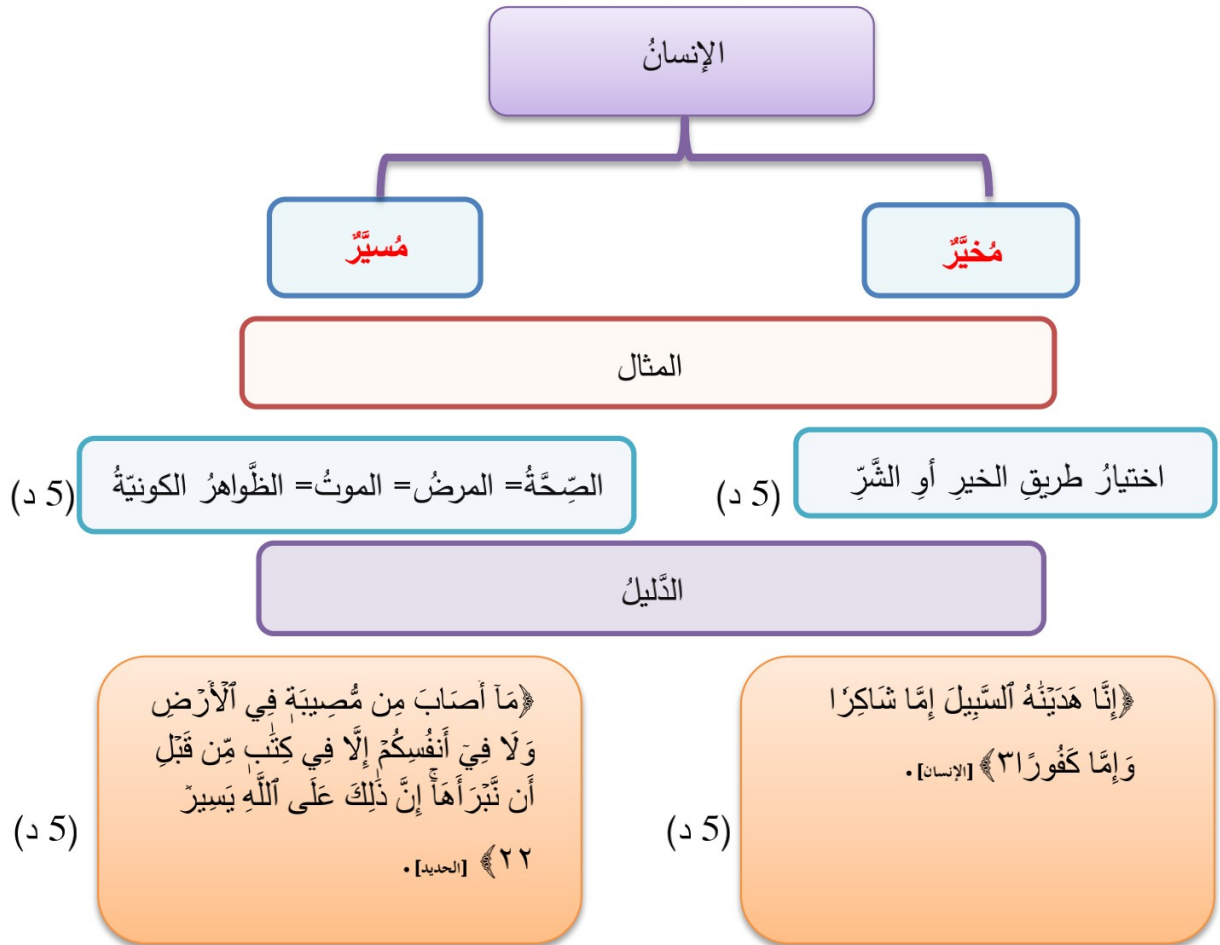 الإنسانُ
مُخيَّرٌ
مُسيَّرٌ
المثال
اختيارُ طريقِ الخيرِ أوِ الشَّرِّ
(5 د)
الصِّحَّةُ= المرضُ= الموتُ= الظَّواهرُ الكونيّةُ
(5 د)
الدَّليلُ
﴿إِنَّا هَدَيۡنَٰهُ ٱلسَّبِيلَ إِمَّا شَاكِرٗا
وَإِمَّا كَفُورًا٣﴾ [الإنسان].
(5 د)
﴿مَآ أَصَابَ مِن مُّصِيبَةٖ فِي ٱلۡأَرۡضِ
وَلَا فِيٓ أَنفُسِكُمۡ إِلَّا فِي كِتَٰبٖ مِّن قَبۡلِ
أَن نَّبۡرَأَهَآۚ إِنَّ ذَٰلِكَ عَلَى ٱللَّهِ يَسِيرٞ
٢٢﴾ [الحديد].
(5 د)